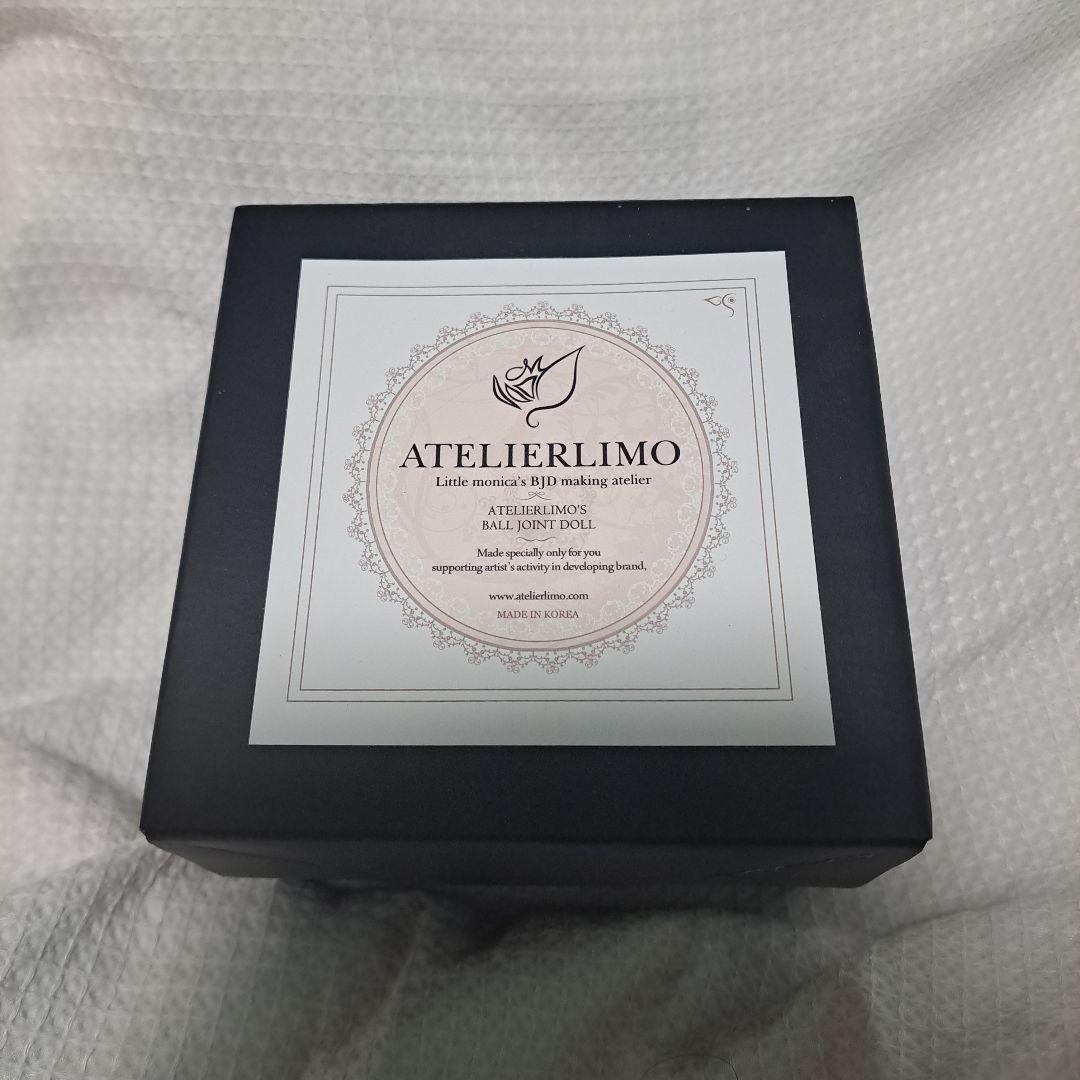 ATELIERLIMO
Little monica's BJD making atelier
ATELIERLIMO'S
BALL JOINT DOLL
Made specially only for you
supporting artist's activity in developing brand,
www.atelierlimo.com
MADE IN KOREA